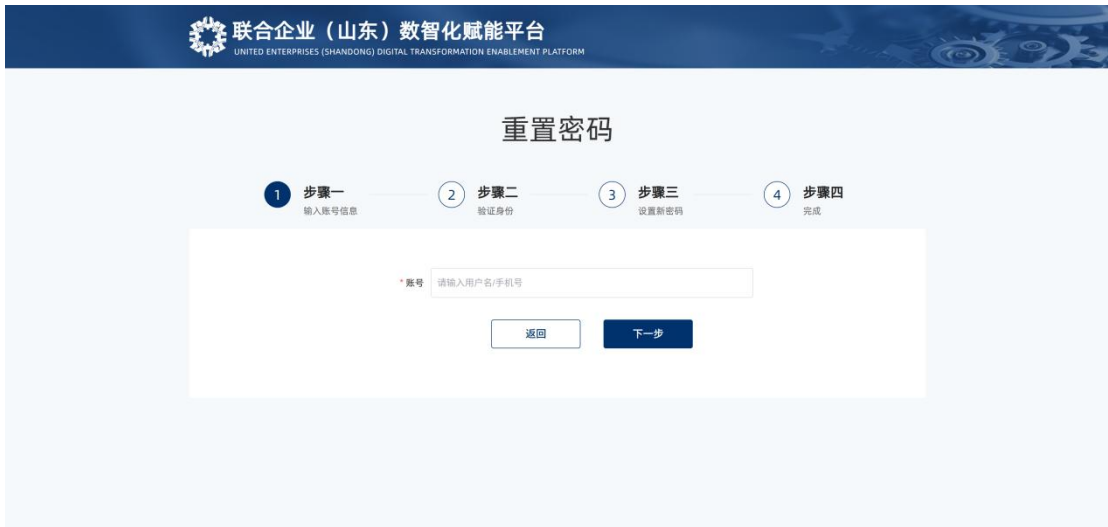 联合企业（山东）数智化赋能平台
UNITED ENTERPRISES (SHANDONG) DIGITAL TRANSFORMATION ENABLEMENT PLATFORM
重置密码
1 步骤一
输入账号信息
2 步骤二
验证身份
3 步骤三
设置新密码
4 步骤四
完成
*账号 请输入用户名/手机号
返回 下一步